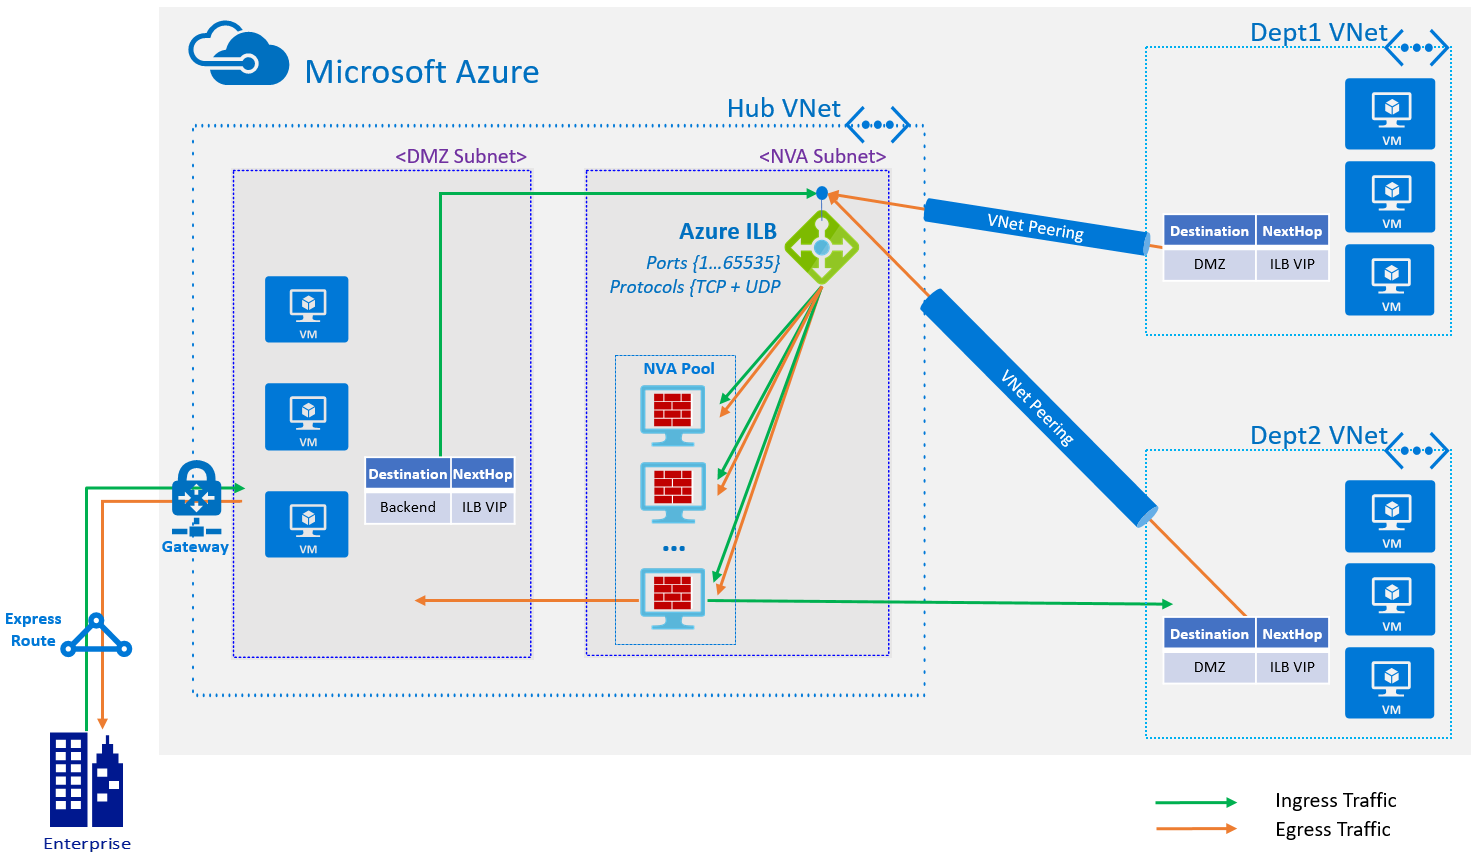 Microsoft Azure
Hub VNet
Dept1 VNet
<DMZ Subnet>
<NVA Subnet>
VM
VM
VM
Destination NextHop
Backend ILB VIP
Azure ILB
Ports {1...65535}
Protocols {TCP + UDP
NVA Pool
...
VNet Peering
VNet Peering
Destination NextHop
DMZ ILB VIP
VM
VM
VM
Dept2 VNet
Destination NextHop
DMZ ILB VIP
VM
VM
VM
Gateway
Express
Route
Enterprise
Ingress Traffic
Egress Traffic